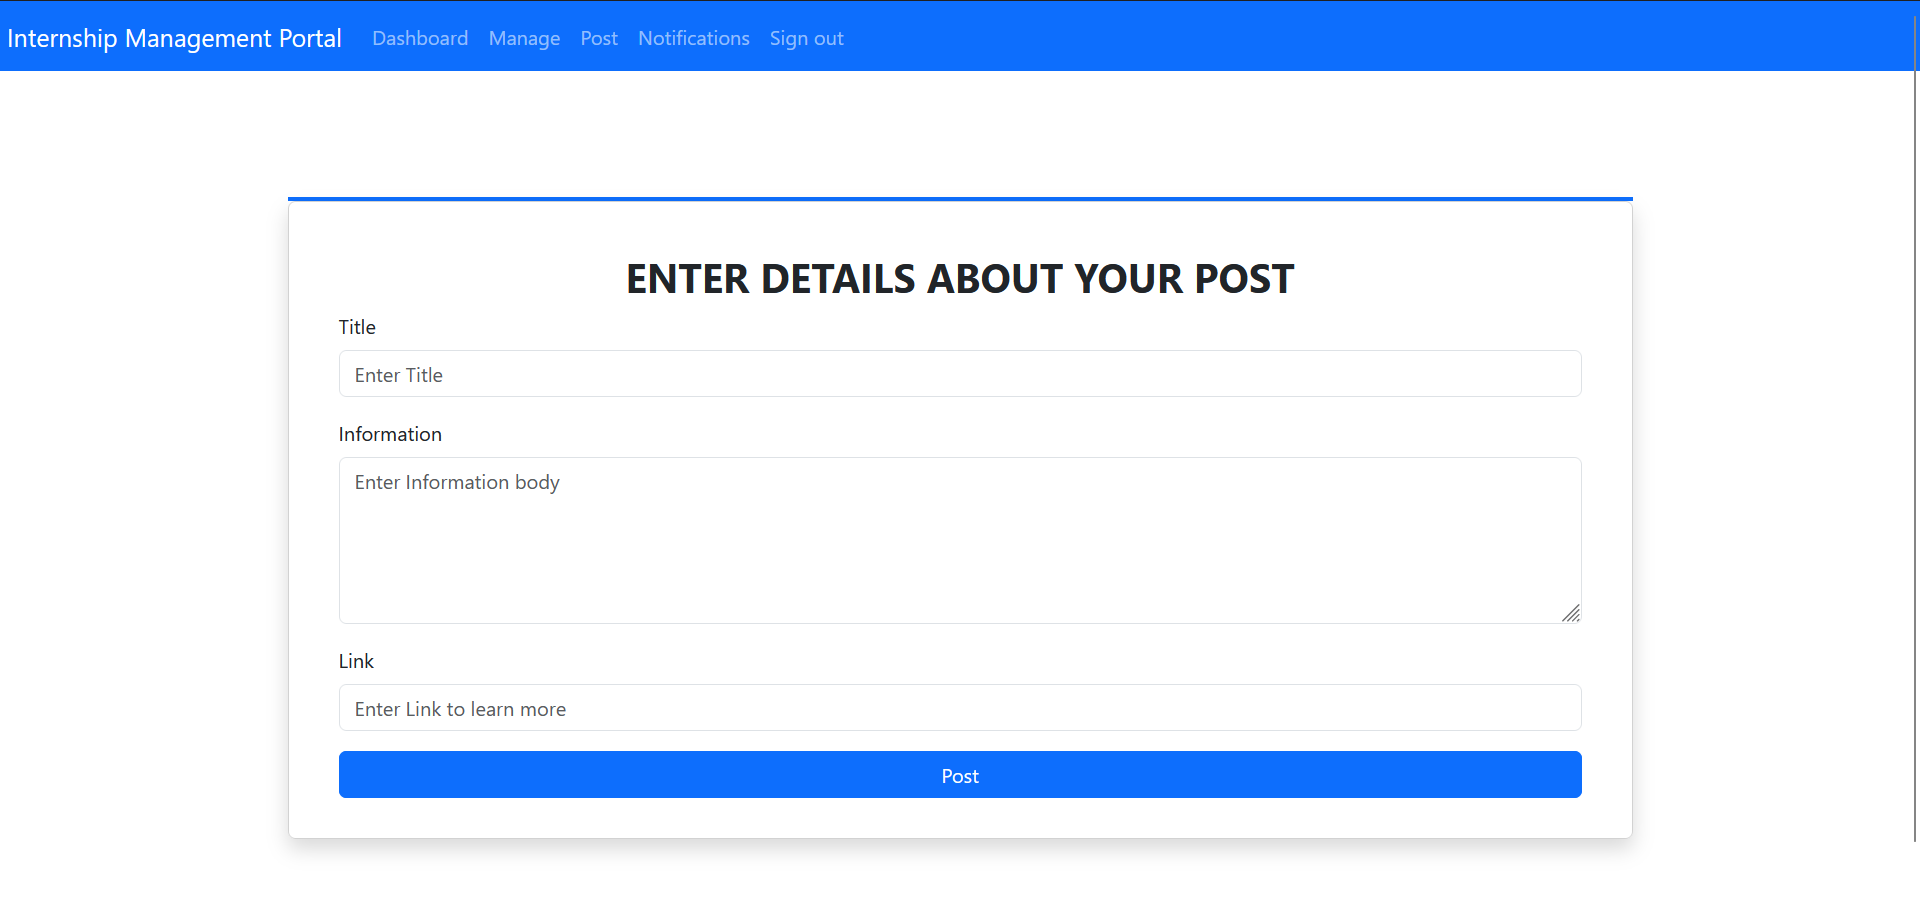 Internship Management Portal Dashboard Manage Post Notifications Sign out
ENTER DETAILS ABOUT YOUR POST
Title
Enter Title
Information
Enter Information body
Link
Enter Link to learn more
Post